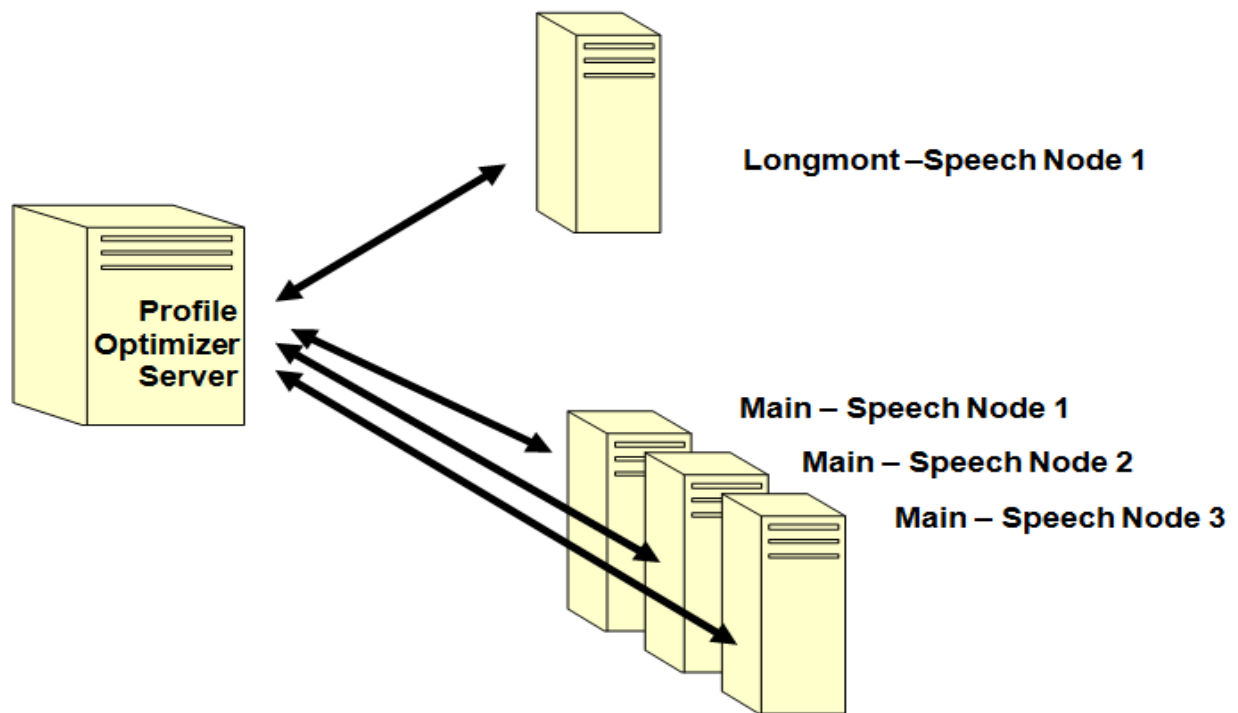 Longmont –Speech Node 1
Profile
Optimizer
Server
Main – Speech Node 1
Main – Speech Node 2
Main – Speech Node 3